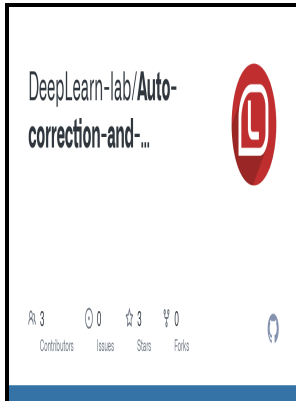 DeepLearn-lab/Auto-
correction-and-...
3 0 3 0
Contributors Issues Stars Forks